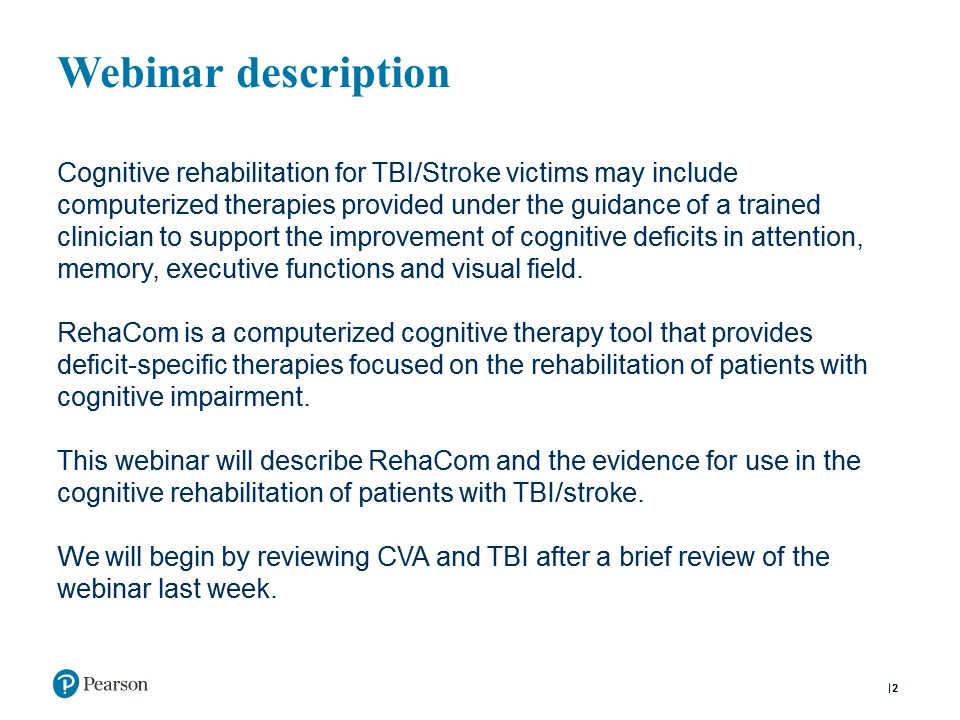 Webinar description
Cognitive rehabilitation for TBI/Stroke victims may include
computerized therapies provided under the guidance of a trained
clinician to support the improvement of cognitive deficits in attention,
memory, executive functions and visual field.
RehaCom is a computerized cognitive therapy tool that provides
deficit-specific therapies focused on the rehabilitation of patients with
cognitive impairment.
This webinar will describe RehaCom and the evidence for use in the
cognitive rehabilitation of patients with TBI/stroke.
We will begin by reviewing CVA and TBI after a brief review of the
webinar last week.
P Pearson
|2